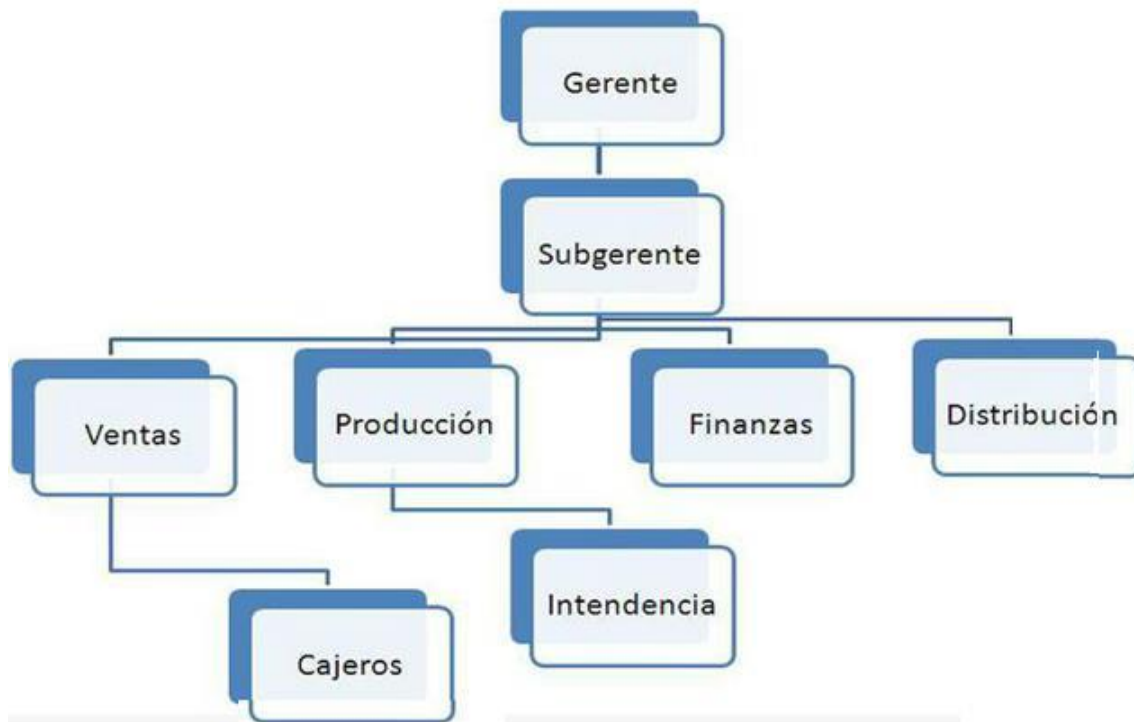 Gerente
Subgerente
Ventas
Producción
Finanzas
Distribución
Intendencia
Cajeros